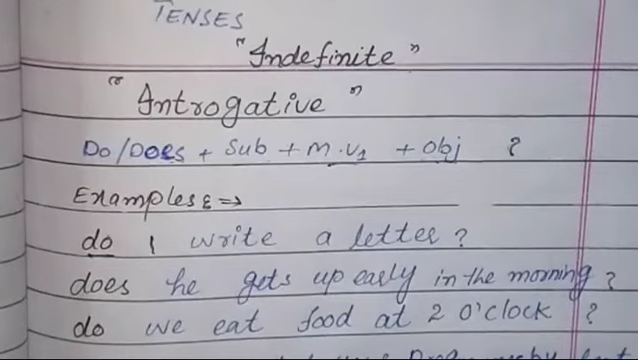 TENSES
"Indefinite"
"Introgative"
Do/Does + Sub + m.v1 + obj ?
Examples :⇒
do I write a letter?
does he gets up early in the morning?
do we eat food at 2 o'clock ?